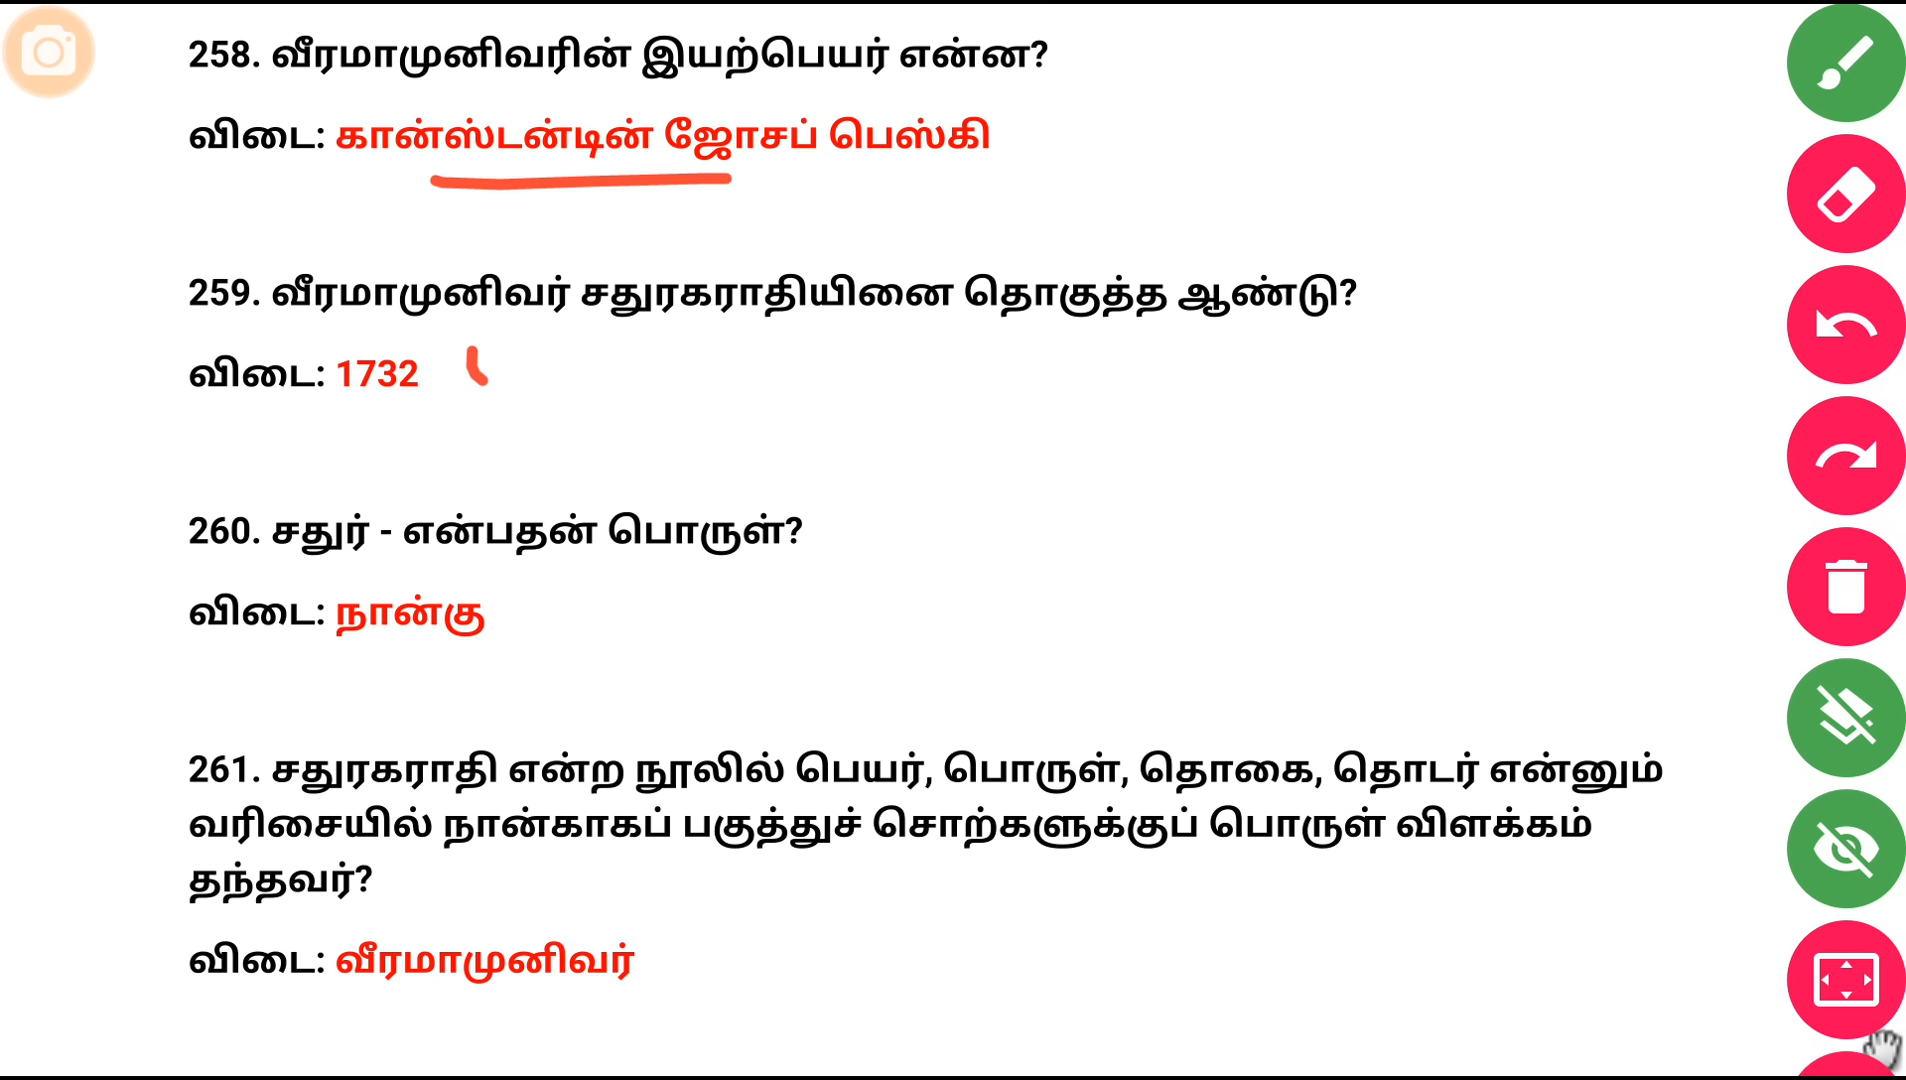 258. வீரமாமுனிவரின் இயற்பெயர் என்ன?
விடை: கான்ஸ்டன்டின் ஜோசப் பெஸ்கி
259. வீரமாமுனிவர் சதுரகராதியினை தொகுத்த ஆண்டு?
விடை: 1732
260. சதுர் - என்பதன் பொருள்?
விடை: நான்கு
261. சதுரகராதி என்ற நூலில் பெயர், பொருள், தொகை, தொடர் என்னும்
வரிசையில் நான்காகப் பகுத்துச் சொற்களுக்குப் பொருள் விளக்கம்
தந்தவர்?
விடை: வீரமாமுனிவர்